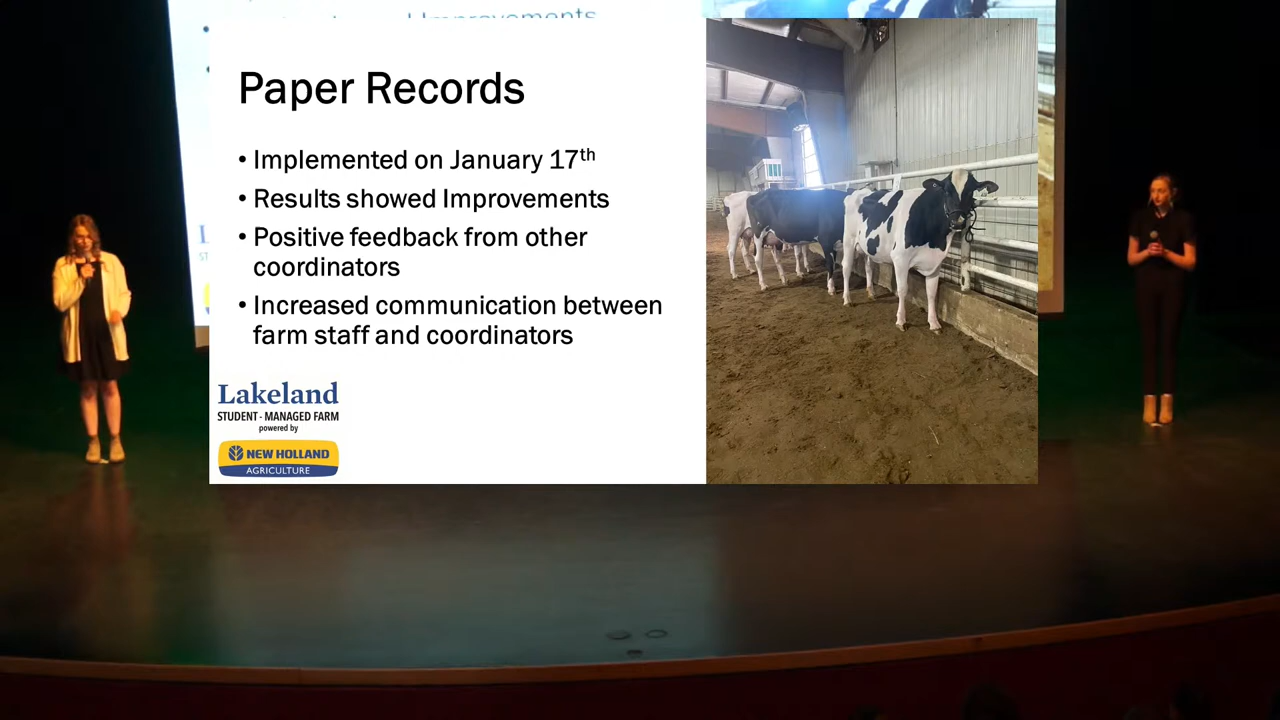 Improvements
Paper Records
• Implemented on January 17th
• Results showed Improvements
• Positive feedback from other
coordinators
• Increased communication between
farm staff and coordinators
Lakeland
STUDENT - MANAGED FARM
powered by
NEW HOLLAND
AGRICULTURE